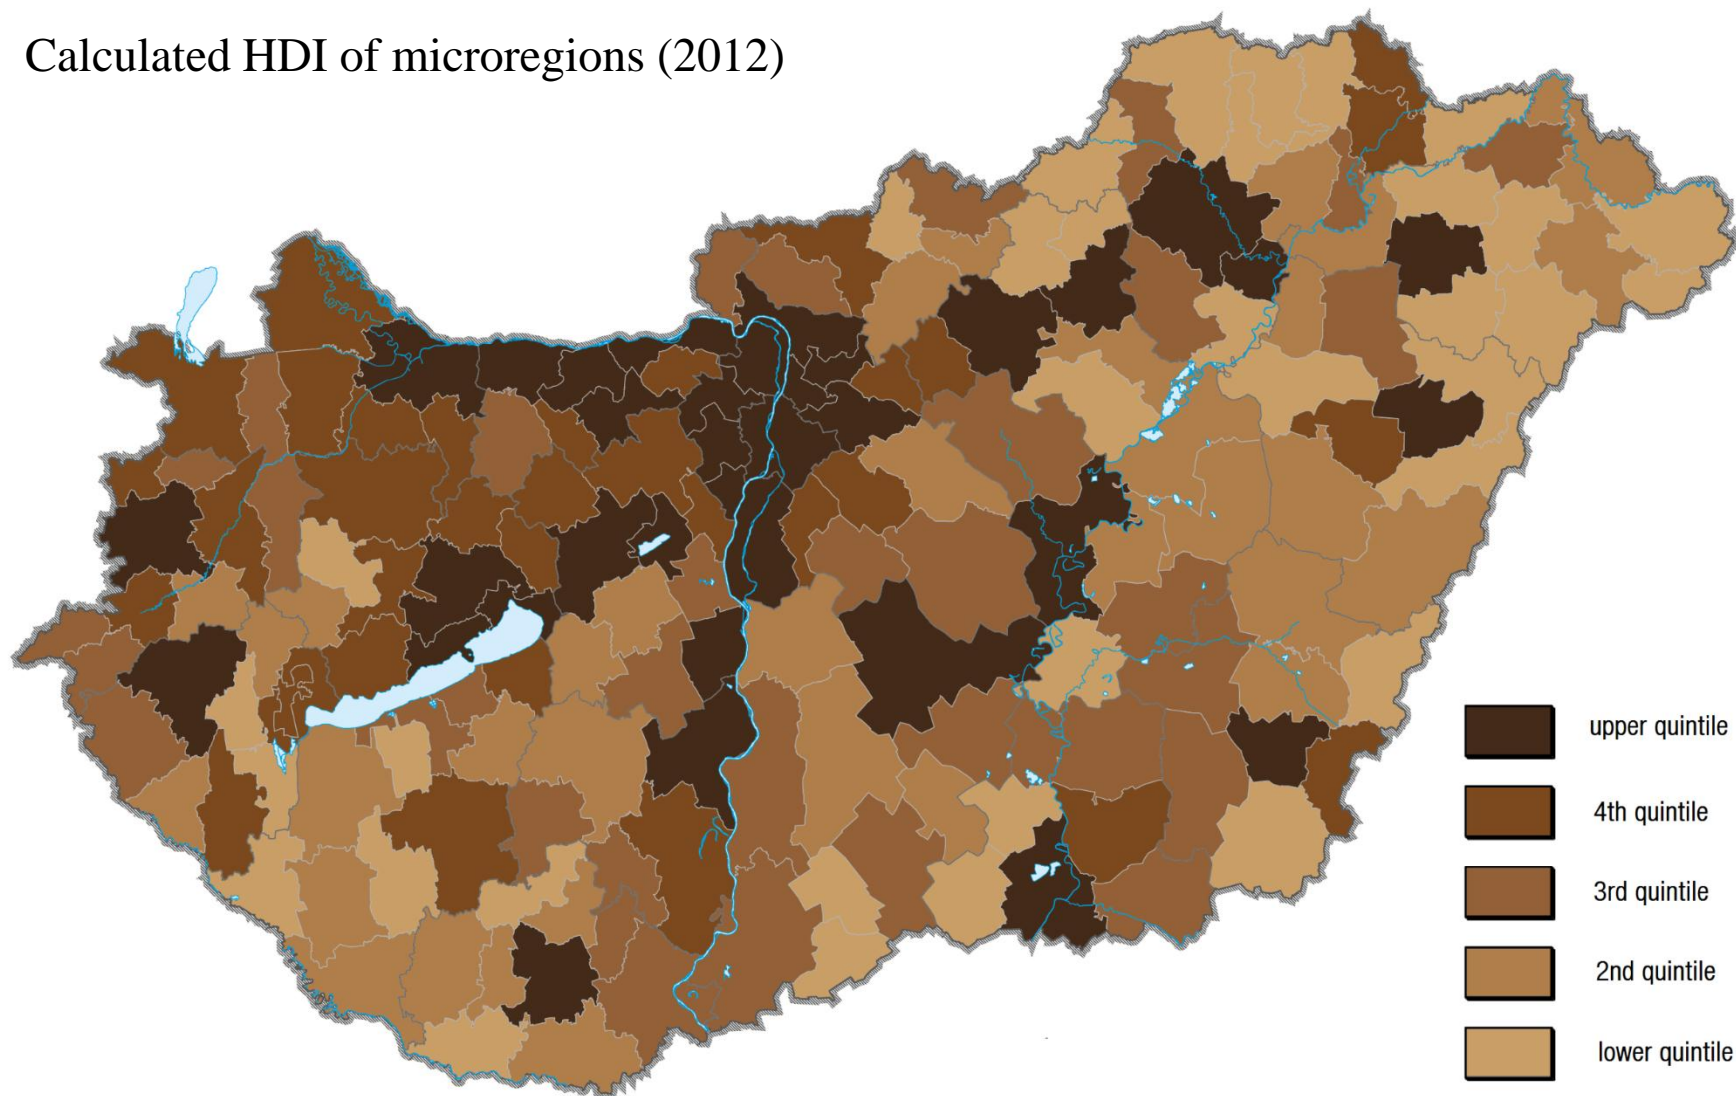 Calculated HDI of microregions (2012)
upper quintile
4th quintile
3rd quintile
2nd quintile
lower quintile